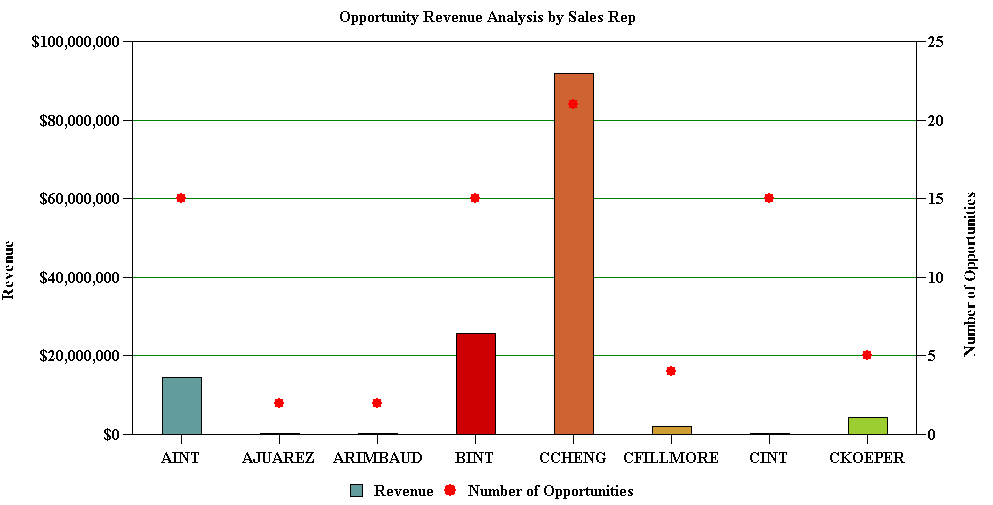 Opportunity Revenue Analysis by Sales Rep
$100,000,000
$80,000,000
$60,000,000
$40,000,000
$20,000,000
$0
Revenue
25
20
15
10
5
0
Number of Opportunities
AINT AJUAREZ ARIMBAUD BINT CCHENG CFILLMORE CINT CKOEPER
Revenue Number of Opportunities